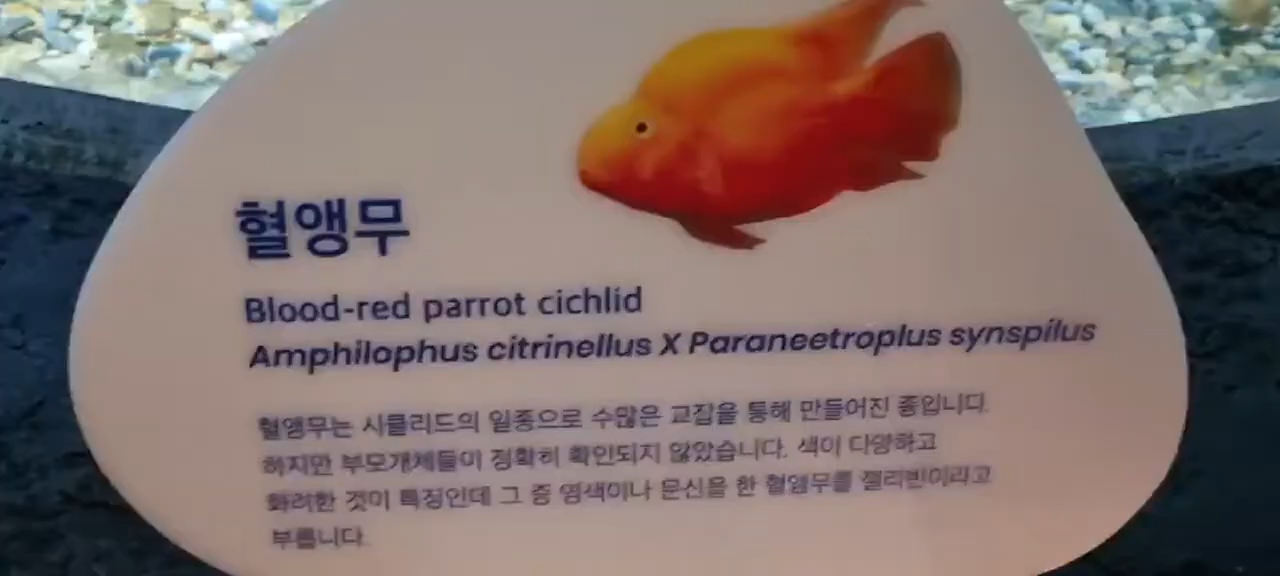 혈앵무
Blood-red parrot cichlid
Amphilophus citrinellus X Paraneetroplus synspilus
혈앵무는 시클리드의 일종으로 수많은 교잡을 통해 만들어진 종입니다.
하지만 부모개체들이 정확히 확인되지 않았습니다. 색이 다양하고
화려한 것이 특징인데 그 중 염색이나 문신을 한 혈앵무를 젤리빈이라고
부릅니다.